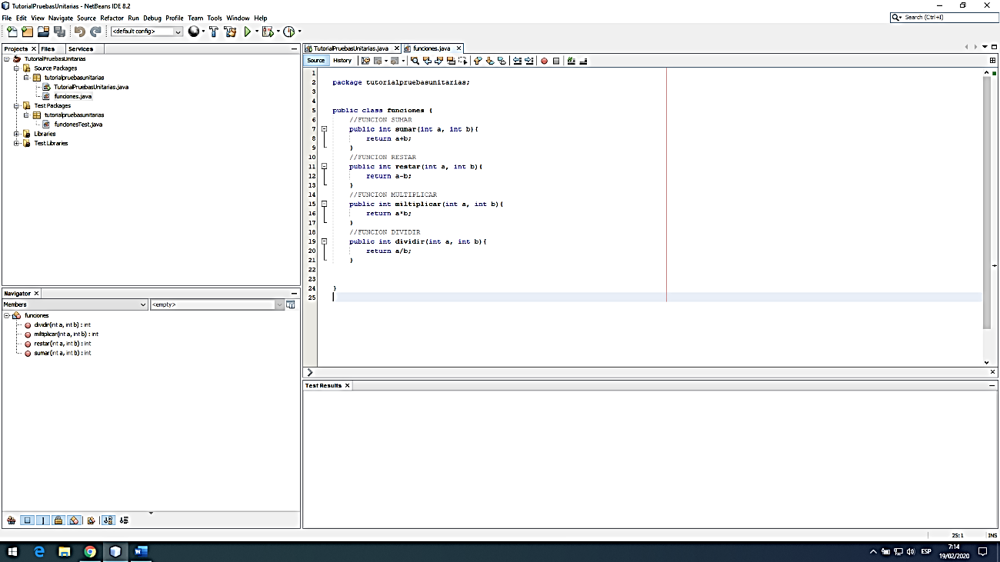 TutorialPruebasUnitarias - NetBeans IDE 8.2
File Edit View Navigate Source Refactor Run Debug Profile Team Tools Window Help
Search (Ctrl+I)
<default config>
Projects Files Services
TutorialPruebasUnitarias
Source Packages
tutorialpruebasunitarias
TutorialPruebasUnitarias.java
funciones.java
Test Packages
tutorialpruebasunitarias
funcionesTest.java
Libraries
Test Libraries
Navigator
Members <empty>
funciones
dividir(int a, int b) : int
miltiplicar(int a, int b) : int
restar(int a, int b) : int
sumar(int a, int b) : int
TutorialPruebasUnitarias.java funciones.java
Source History
1
2 package tutorialpruebasunitarias;
3
4
5 public class funciones {
6 //FUNCION SUMAR
7 public int sumar(int a, int b){
8 return a+b;
9 }
10 //FUNCION RESTAR
11 public int restar(int a, int b){
12 return a-b;
13 }
14 //FUNCION MULTIPLICAR
15 public int miltiplicar(int a, int b){
16 return a*b;
17 }
18 //FUNCION DIVIDIR
19 public int dividir(int a, int b){
20 return a/b;
21 }
22
23
24 }
25
Test Results
25:1 INS
ESP
7:14
19/02/2020